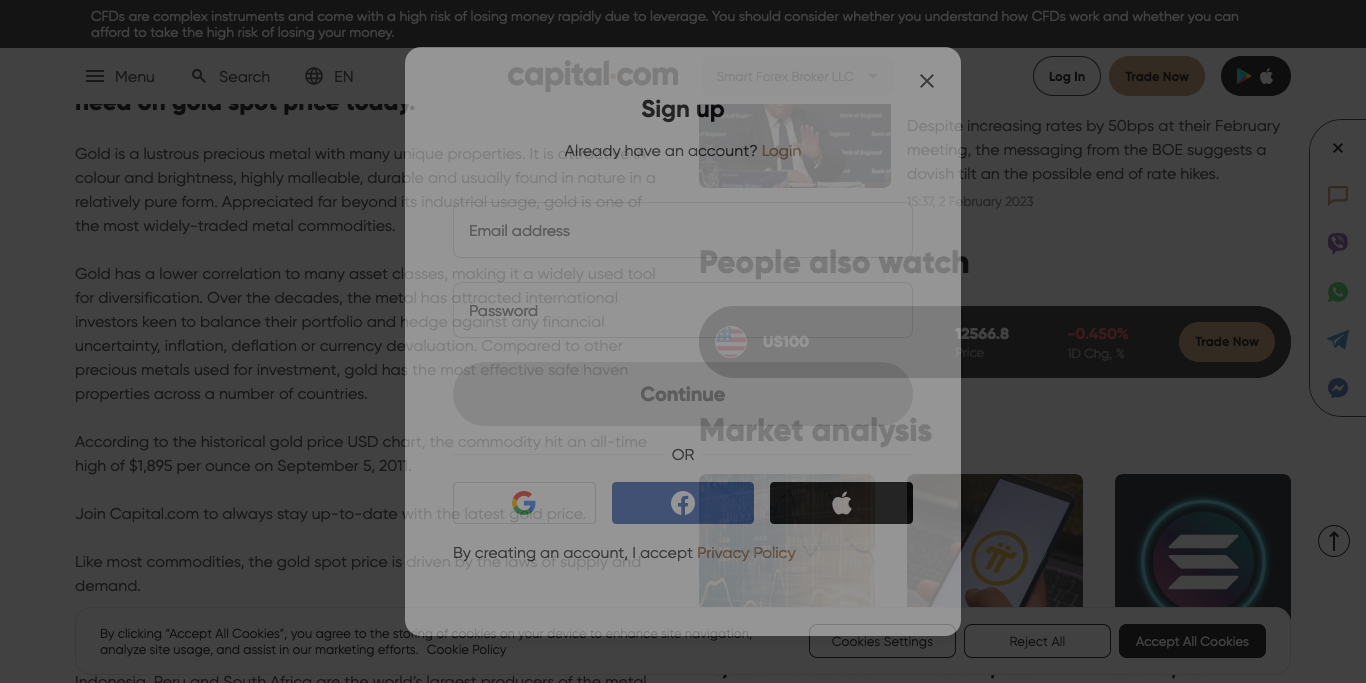 CFDs are complex instruments and come with a high risk of losing money rapidly due to leverage. You should consider whether you understand how CFDs work and whether you can
afford to take the high risk of losing your money.
Menu
Search
EN
capital.com
Smart Forex Broker LLC
Log In
Trade Now
need on gold spot price today.
Sign up
Already have an account? Login
Gold is a lustrous precious metal with many unique properties. It is
colour and brightness, highly malleable, durable and usually found in nature in a
relatively pure form. Appreciated far beyond its industrial usage, gold is one of
the most widely-traded metal commodities.
Gold has a lower correlation to many asset classes, making it a widely used tool
for diversification. Over the decades, the metal has attracted international
investors keen to balance their portfolio and hedge against any financial
uncertainty, inflation, deflation or currency devaluation. Compared to other
precious metals used for investment, gold has the most effective safe haven
properties across a number of countries.
According to the historical gold price USD chart, the commodity hit an all-time
high of $1,895 per ounce on September 5, 2011.
Join Capital.com to always stay up-to-date with the latest gold price.
Like most commodities, the gold spot price is driven by the laws of supply and
demand.
Indonesia, Peru and South Africa are the world's largest producers of the metal
Email address
Password
Continue
OR
By creating an account, I accept Privacy Policy
Despite increasing rates by 50bps at their February
meeting, the messaging from the BOE suggests a
dovish tilt an the possible end of rate hikes.
15:37, 2 February 2023
People also watch
US100
12566.8
Price
-0.450%
1D Chg, %
Trade Now
Market analysis
By clicking "Accept All Cookies", you agree to the storing of cookies on your device to enhance site navigation,
analyze site usage, and assist in our marketing efforts. Cookie Policy
Cookies Settings
Reject All
Accept All Cookies